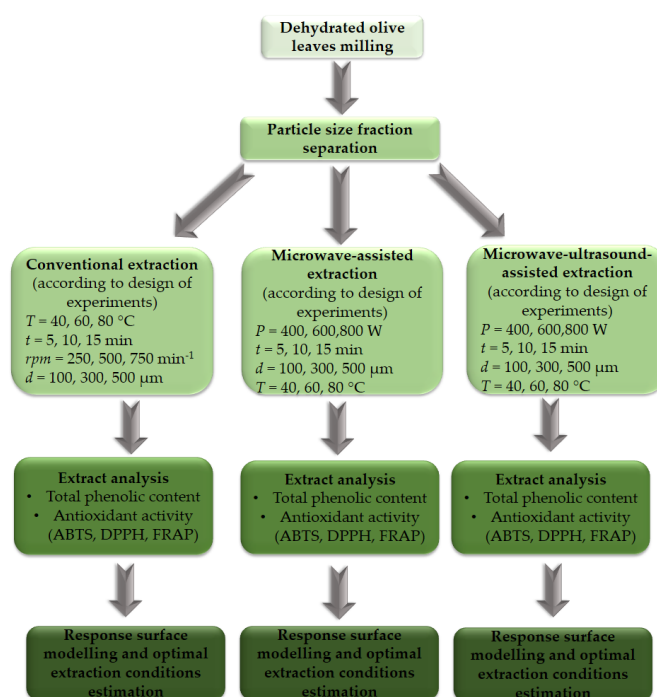 Dehydrated olive
leaves milling
Particle size fraction
separation
Conventional extraction
(according to design of
experiments)
T = 40, 60, 80 °C
t = 5, 10, 15 min
rpm = 250, 500, 750 min⁻¹
d = 100, 300, 500 µm
Microwave-assisted
extraction
(according to design of
experiments)
P = 400, 600,800 W
t = 5, 10, 15 min
d = 100, 300, 500 µm
T = 40, 60, 80 °C
Microwave-ultrasound-
assisted extraction
(according to design of
experiments)
P = 400, 600,800 W
t = 5, 10, 15 min
d = 100, 300, 500 µm
T = 40, 60, 80 °C
Extract analysis
• Total phenolic content
• Antioxidant activity
(ABTS, DPPH, FRAP)
Extract analysis
• Total phenolic content
• Antioxidant activity
(ABTS, DPPH, FRAP)
Extract analysis
• Total phenolic content
• Antioxidant activity
(ABTS, DPPH, FRAP)
Response surface
modelling and optimal
extraction conditions
estimation
Response surface
modelling and optimal
extraction conditions
estimation
Response surface
modelling and optimal
extraction conditions
estimation